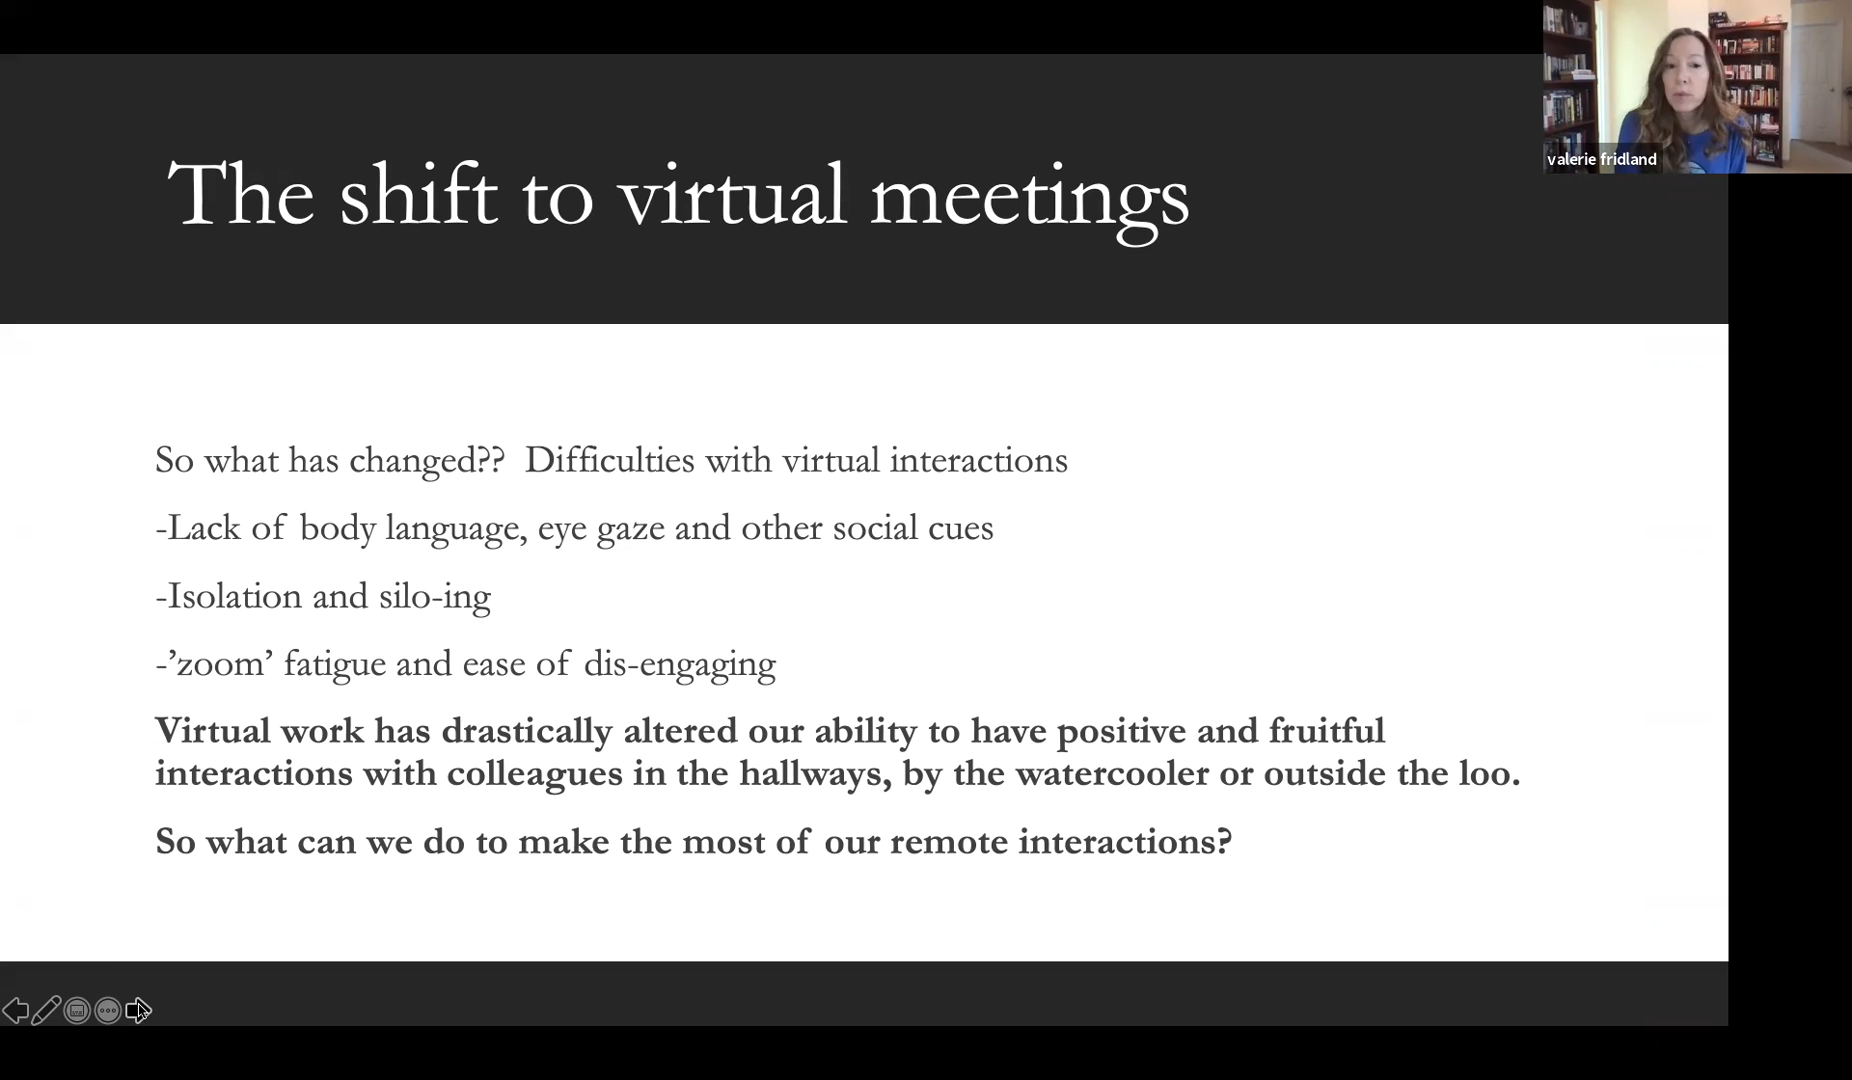 The shift to virtual meetings
valerie fridland
So what has changed??  Difficulties with virtual interactions
-Lack of body language, eye gaze and other social cues
-Isolation and silo-ing
-’zoom’ fatigue and ease of dis-engaging
Virtual work has drastically altered our ability to have positive and fruitful
interactions with colleagues in the hallways, by the watercooler or outside the loo.
So what can we do to make the most of our remote interactions?